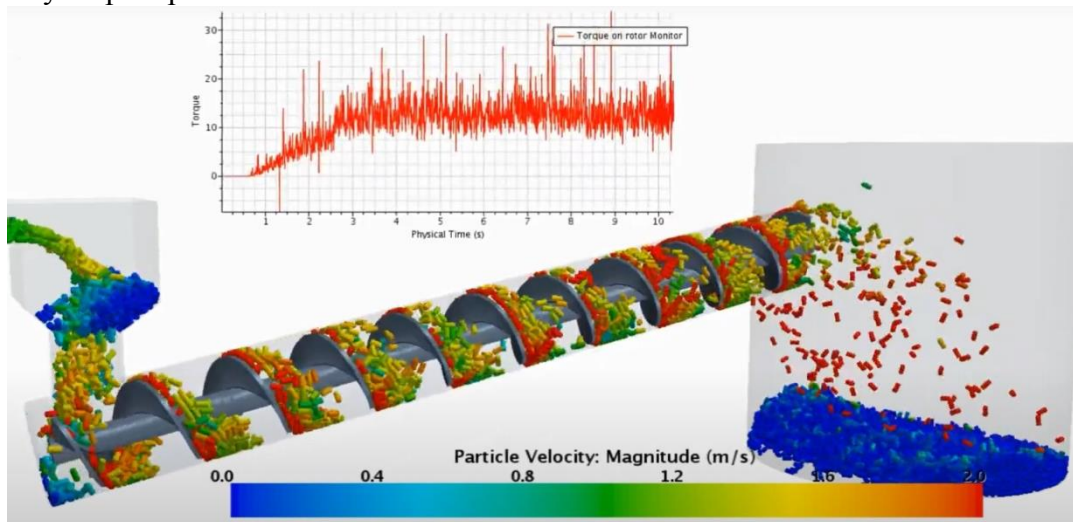 30
Torque on rotor Monitor
20
Torque
10
0
1 2 3 4 5 6 7 8 9 10
Physical Time (s)
Particle Velocity: Magnitude (m/s)
0.0 0.4 0.8 1.2 1.6 2.0